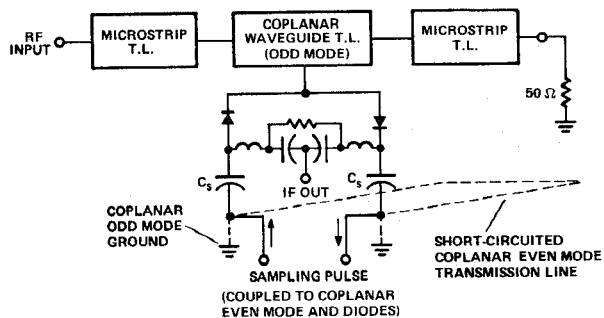 RF
INPUT
MICROSTRIP
T.L.
COPLANAR
WAVEGUIDE T.L.
(ODD MODE)
MICROSTRIP
T.L.
50 Ω
Cs
IF OUT
Cs
COPLANAR
ODD MODE
GROUND
SHORT-CIRCUITED
COPLANAR EVEN MODE
TRANSMISSION LINE
SAMPLING PULSE
(COUPLED TO COPLANAR
EVEN MODE AND DIODES)